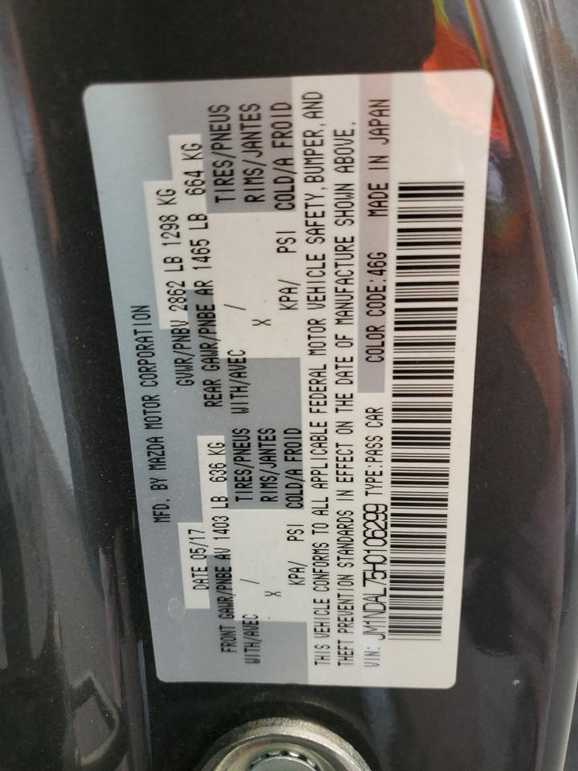 MFD. BY MAZDA MOTOR CORPORATION
DATE 05/17 GVWR/PNBV 2862 LB 1298 KG
FRONT GAWR/PNBE AV 1403 LB 636 KG REAR GAWR/PNBE AR 1465 LB 664 KG
WITH/AVEC TIRES/PNEUS WITH/AVEC TIRES/PNEUS
X / RIMS/JANTES X / RIMS/JANTES
KPA/ PSI COLD/A FROID KPA/ PSI COLD/A FROID
THIS VEHICLE CONFORMS TO ALL APPLICABLE FEDERAL MOTOR VEHICLE SAFETY, BUMPER, AND
THEFT PREVENTION STANDARDS IN EFFECT ON THE DATE OF MANUFACTURE SHOWN ABOVE.
VIN: JM1NDAL75H0106299 TYPE:PASS CAR COLOR CODE:46G MADE IN JAPAN